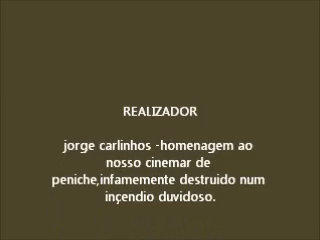 REALIZADOR
jorge carlinhos -homenagem ao
nosso cinemar de
peniche,infamemente destruido num
inçendio duvidoso.